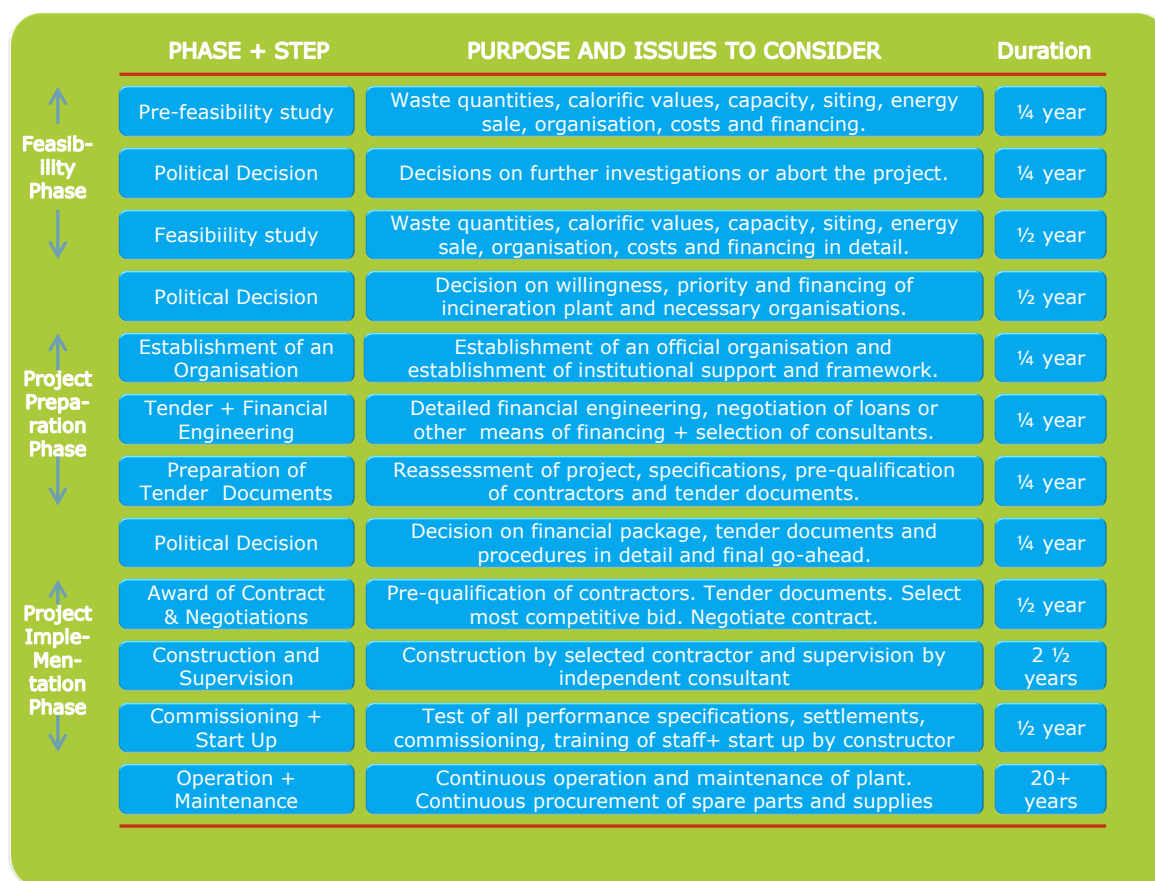 PHASE + STEP
PURPOSE AND ISSUES TO CONSIDER
Duration
Feasib-
ility
Phase
Pre-feasibility study
Waste quantities, calorific values, capacity, siting, energy
sale, organisation, costs and financing.
¼ year
Political Decision
Decisions on further investigations or abort the project.
¼ year
Feasibiility study
Waste quantities, calorific values, capacity, siting, energy
sale, organisation, costs and financing in detail.
½ year
Political Decision
Decision on willingness, priority and financing of
incineration plant and necessary organisations.
½ year
Project
Prepa-
ration
Phase
Establishment of an
Organisation
Establishment of an official organisation and
establishment of institutional support and framework.
¼ year
Tender + Financial
Engineering
Detailed financial engineering, negotiation of loans or
other  means of financing + selection of consultants.
¼ year
Preparation of
Tender  Documents
Reassessment of project, specifications, pre-qualification
of contractors and tender documents.
¼ year
Political Decision
Decision on financial package, tender documents and
procedures in detail and final go-ahead.
¼ year
Project
Imple-
Men-
tation
Phase
Award of Contract
& Negotiations
Pre-qualification of contractors. Tender documents. Select
most competitive bid. Negotiate contract.
½ year
Construction and
Supervision
Construction by selected contractor and supervision by
independent consultant
2 ½
years
Commissioning +
Start Up
Test of all performance specifications, settlements,
commissioning, training of staff+ start up by constructor
½ year
Operation +
Maintenance
Continuous operation and maintenance of plant.
Continuous procurement of spare parts and supplies
20+
years